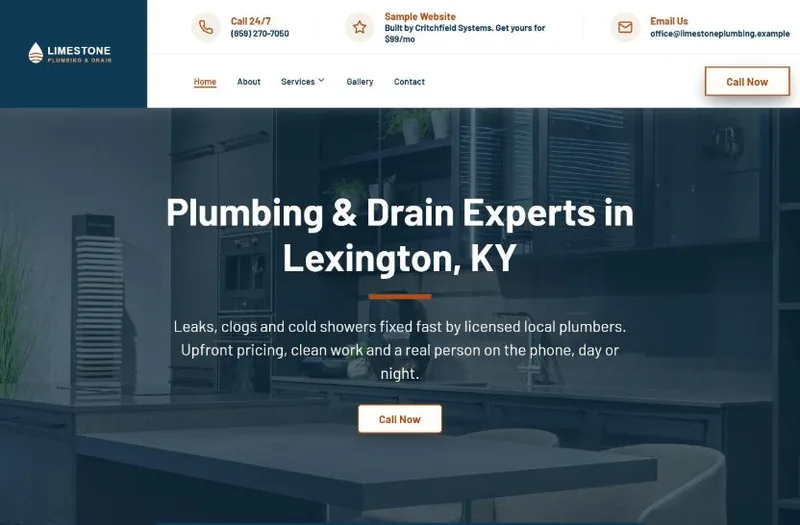 LIMESTONE
PLUMBING & DRAIN
Call 24/7
(859) 270-7050
Sample Website
Built by Critchfield Systems. Get yours for
$99/mo
Email Us
office@limestoneplumbing.example
Home
About
Services
Gallery
Contact
Call Now
Plumbing & Drain Experts in
Lexington, KY
Leaks, clogs and cold showers fixed fast by licensed local plumbers.
Upfront pricing, clean work and a real person on the phone, day or
night.
Call Now